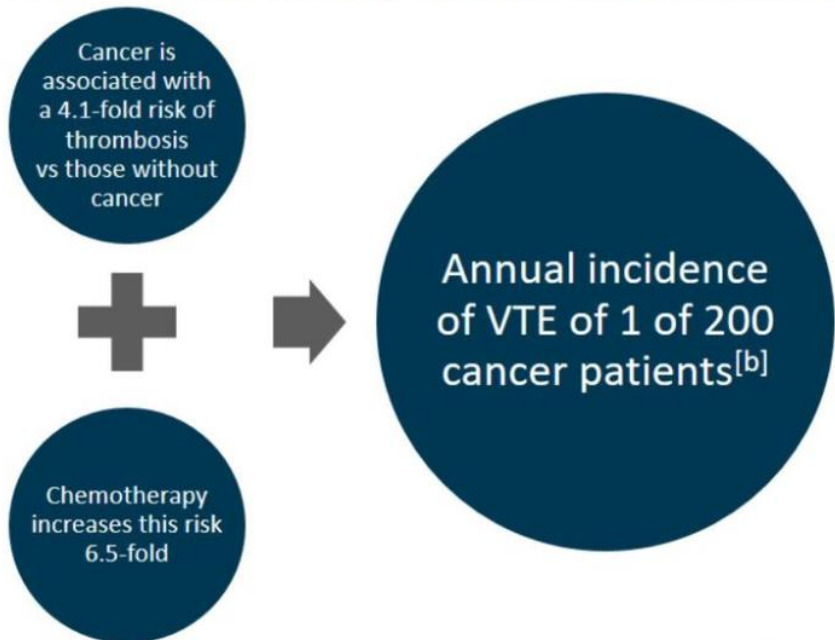 Cancer is
associated with
a 4.1-fold risk of
thrombosis
vs those without
cancer
Annual incidence
of VTE of 1 of 200
cancer patients[b]
Chemotherapy
increases this risk
6.5-fold